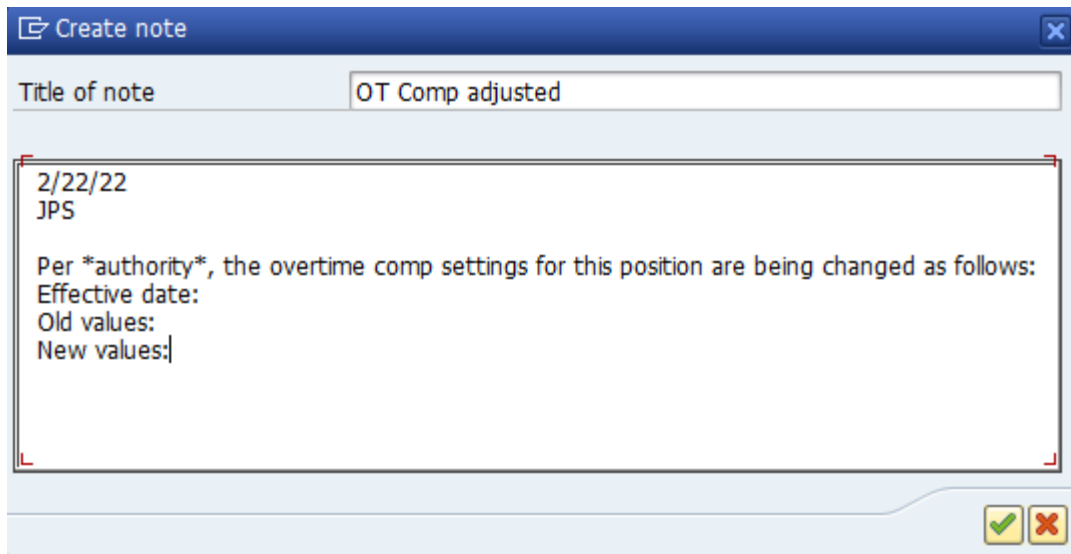 Create note
Title of note OT Comp adjusted
2/22/22
JPS
Per *authority*, the overtime comp settings for this position are being changed as follows:
Effective date:
Old values:
New values: